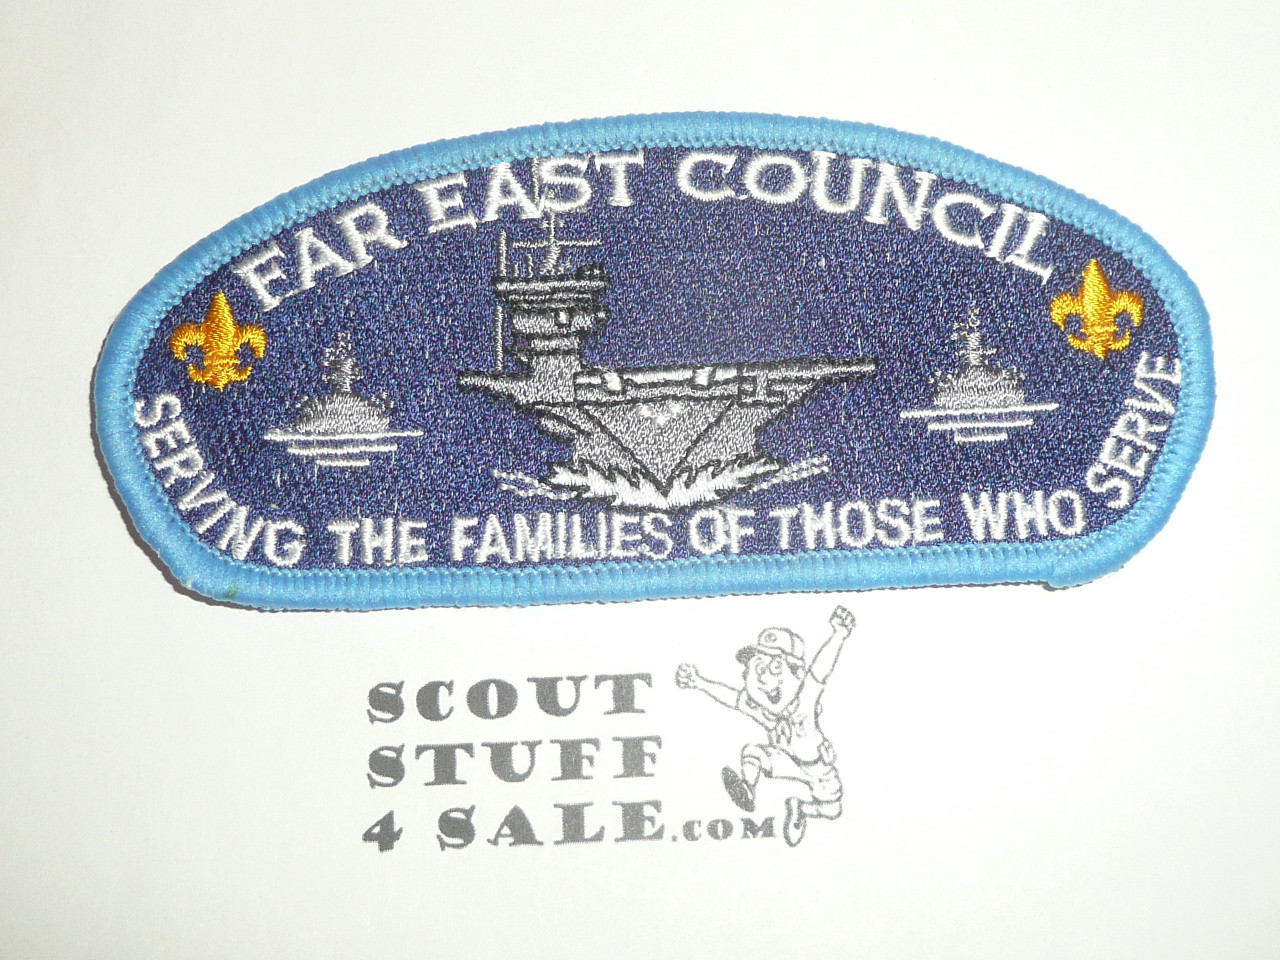 FAR EAST COUNCIL
SERVING THE FAMILIES OF THOSE WHO SERVE
SCOUT
STUFF
4 SALE.COM